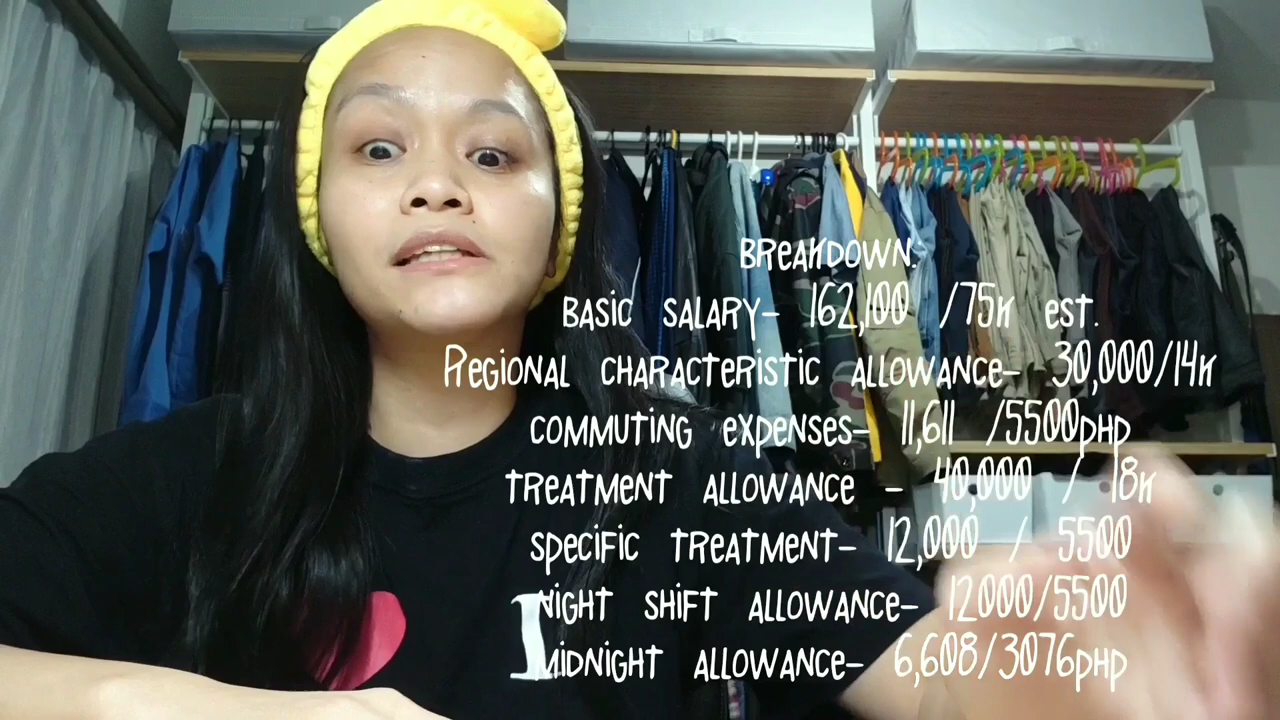 BREAKDOWN:
BASIC SALARY- 162,100 /75K est.
REGIONAL CHARACTERISTIC ALLOWANCE- 30,000/14K
COMMUTING EXPENSES- 11,611 /5500PHP
TREATMENT ALLOWANCE - 40,000 / 18K
SPECIFIC TREATMENT- 12,000 / 5500
NIGHT SHIFT ALLOWANCE- 12000/5500
MIDNIGHT ALLOWANCE- 6,608/3076PHP
I